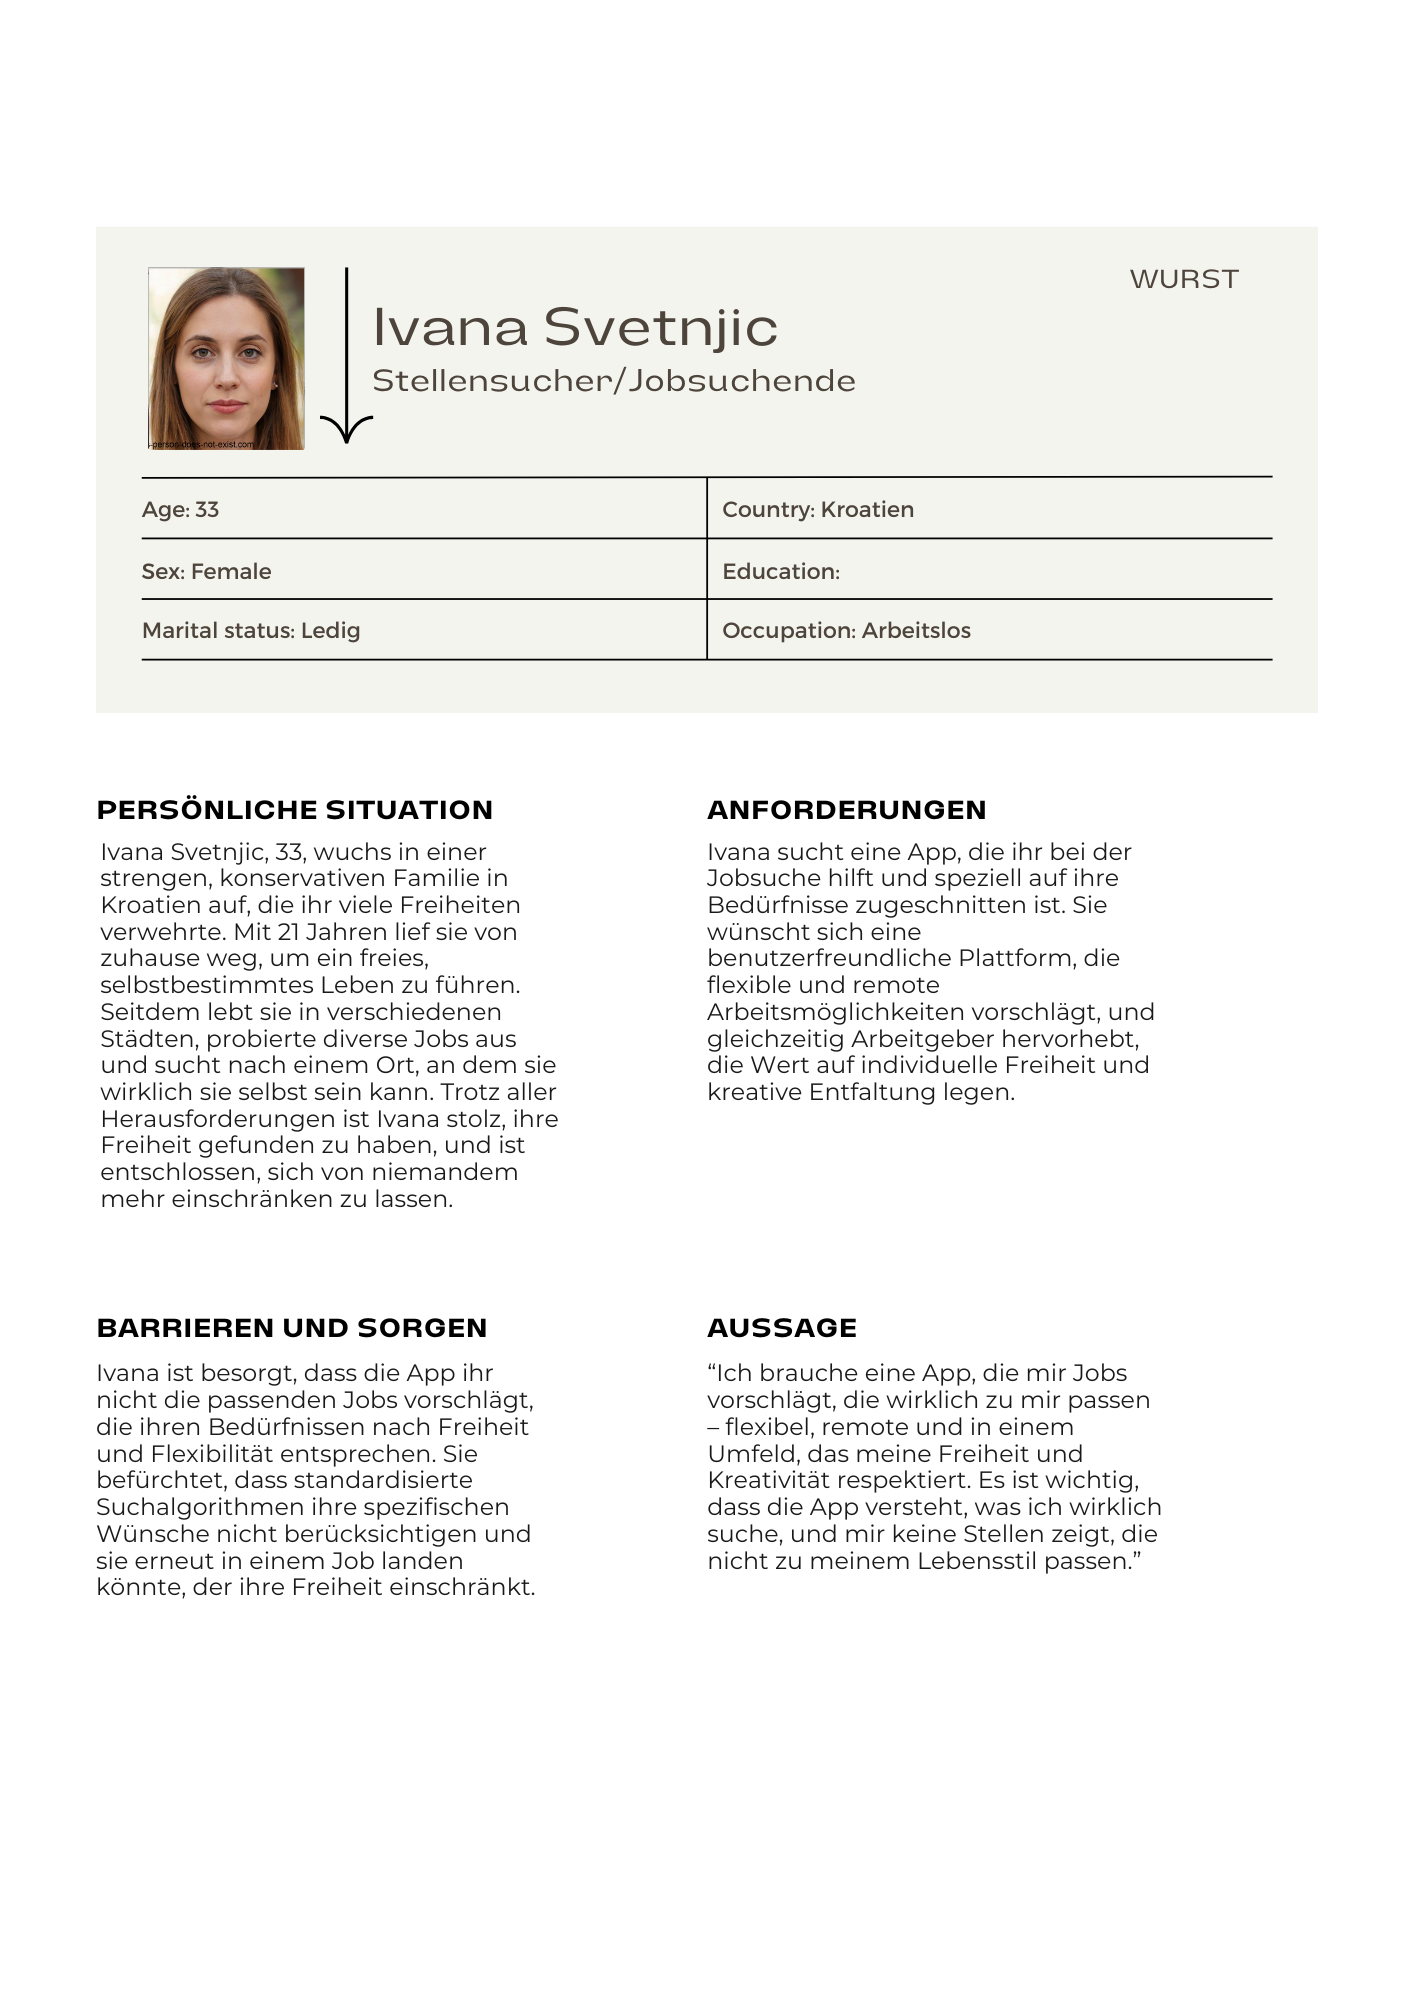 WURST
Ivana Svetnjic
Stellensucher/Jobsuchende
-person-does-not-exist.com
Age: 33
Country: Kroatien
Sex: Female
Education:
Marital status: Ledig
Occupation: Arbeitslos
PERSÖNLICHE SITUATION
Ivana Svetnjic, 33, wuchs in einer
strengen, konservativen Familie in
Kroatien auf, die ihr viele Freiheiten
verwehrte. Mit 21 Jahren lief sie von
zuhause weg, um ein freies,
selbstbestimmtes Leben zu führen.
Seitdem lebt sie in verschiedenen
Städten, probierte diverse Jobs aus
und sucht nach einem Ort, an dem sie
wirklich sie selbst sein kann. Trotz aller
Herausforderungen ist Ivana stolz, ihre
Freiheit gefunden zu haben, und ist
entschlossen, sich von niemandem
mehr einschränken zu lassen.
ANFORDERUNGEN
Ivana sucht eine App, die ihr bei der
Jobsuche hilft und speziell auf ihre
Bedürfnisse zugeschnitten ist. Sie
wünscht sich eine
benutzerfreundliche Plattform, die
flexible und remote
Arbeitsmöglichkeiten vorschlägt, und
gleichzeitig Arbeitgeber hervorhebt,
die Wert auf individuelle Freiheit und
kreative Entfaltung legen.
BARRIEREN UND SORGEN
Ivana ist besorgt, dass die App ihr
nicht die passenden Jobs vorschlägt,
die ihren Bedürfnissen nach Freiheit
und Flexibilität entsprechen. Sie
befürchtet, dass standardisierte
Suchalgorithmen ihre spezifischen
Wünsche nicht berücksichtigen und
sie erneut in einem Job landen
könnte, der ihre Freiheit einschränkt.
AUSSAGE
“Ich brauche eine App, die mir Jobs
vorschlägt, die wirklich zu mir passen
– flexibel, remote und in einem
Umfeld, das meine Freiheit und
Kreativität respektiert. Es ist wichtig,
dass die App versteht, was ich wirklich
suche, und mir keine Stellen zeigt, die
nicht zu meinem Lebensstil passen.”